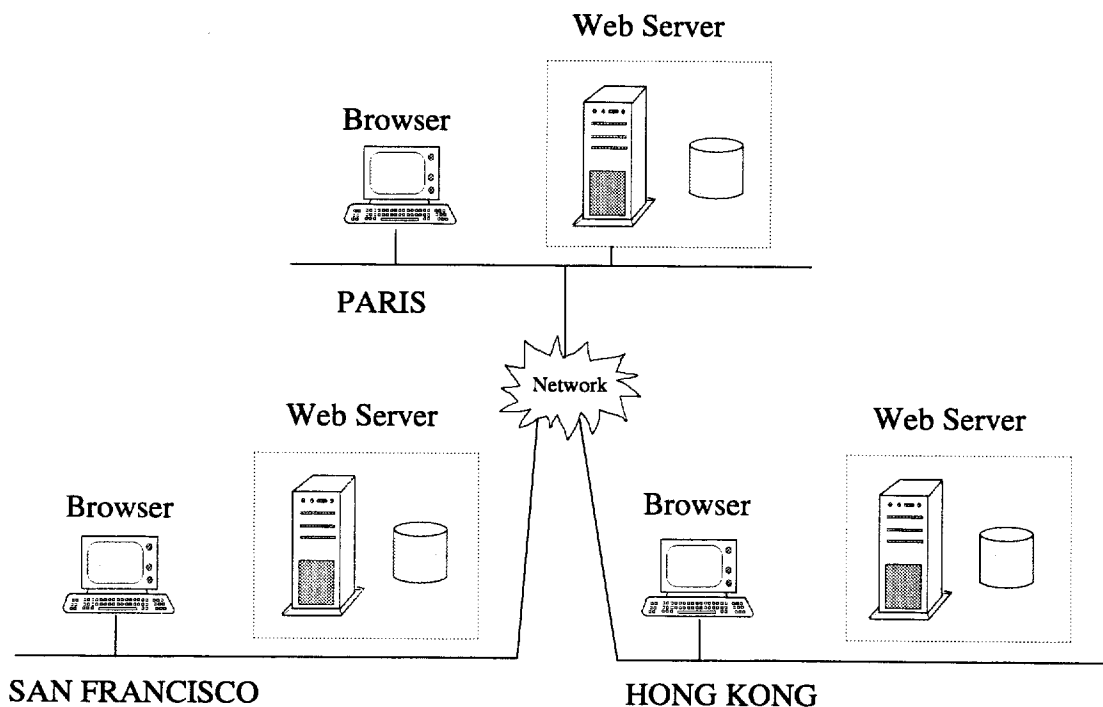 Web Server
Browser
PARIS
Network
Web Server
Web Server
Browser
Browser
SAN FRANCISCO
HONG KONG